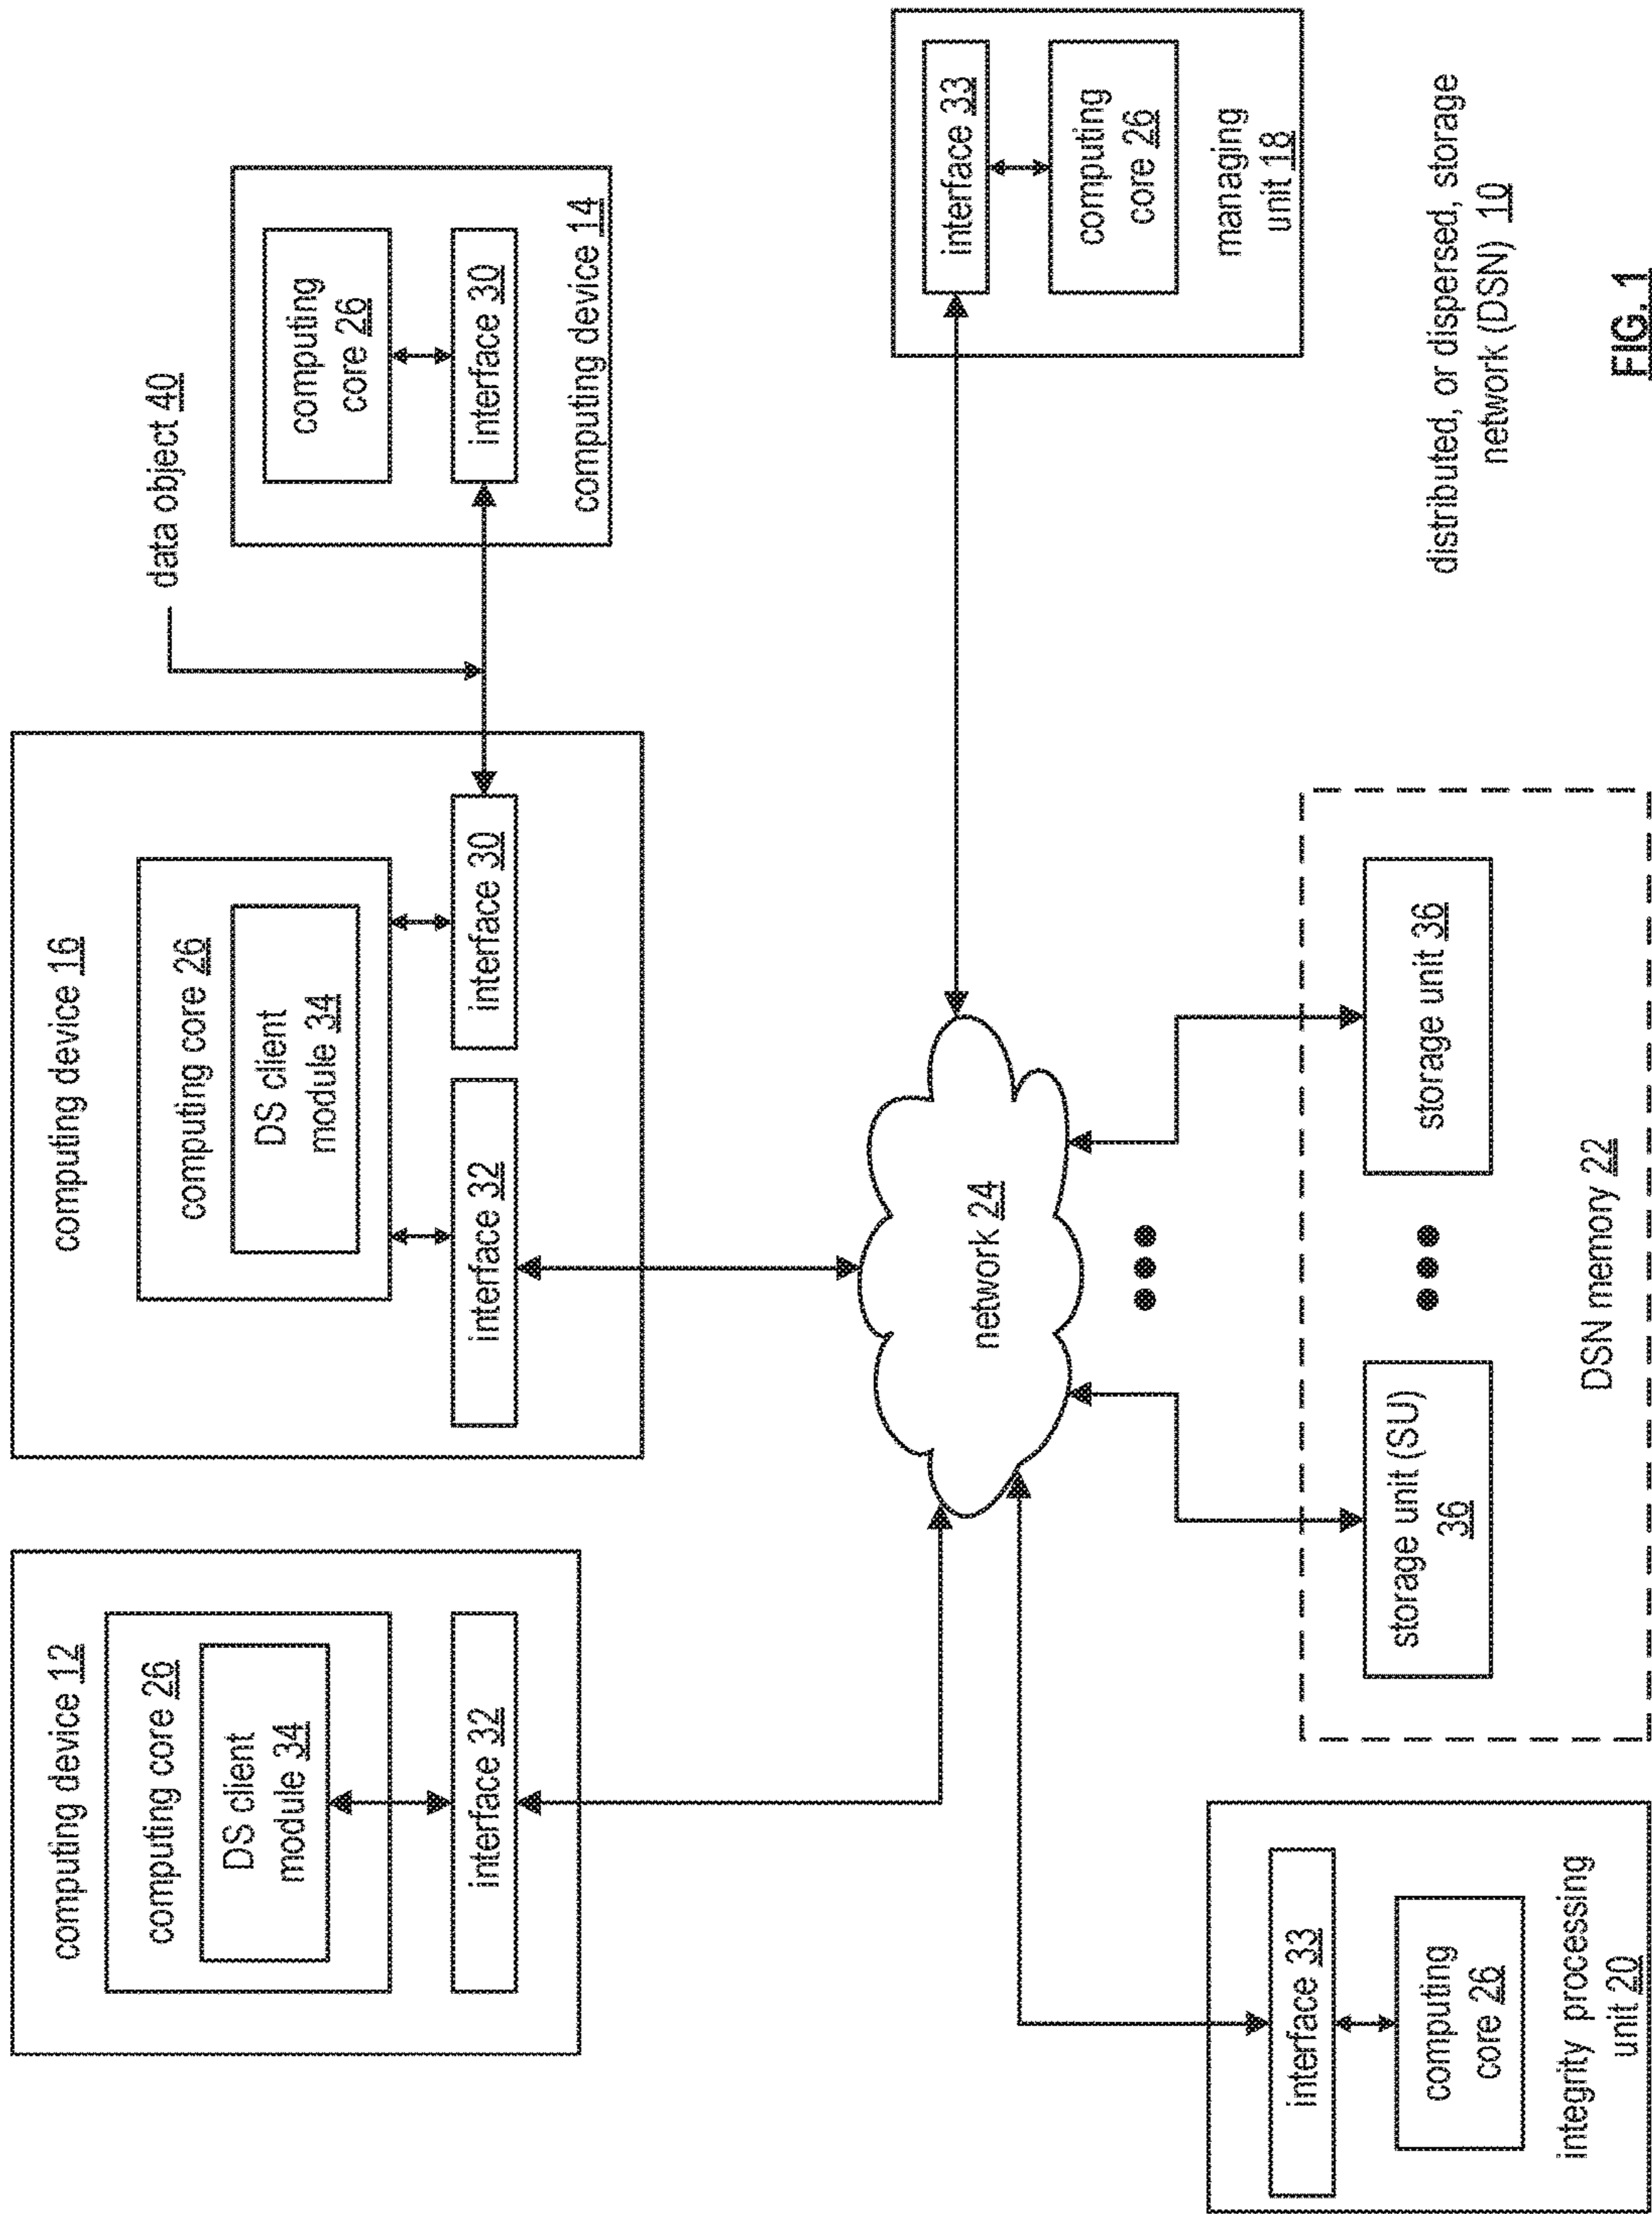 computing device 12
computing core 26
DS client
module 34
interface 32
computing device 16
computing core 26
DS client
module 34
interface 32
interface 30
data object 40
computing
core 26
interface 30
computing device 14
network 24
interface 33
computing
core 26
managing
unit 18
interface 33
computing
core 26
integrity processing
unit 20
storage unit (SU)
36
storage unit 36
DSN memory 22
distributed, or dispersed, storage
network (DSN) 10
FIG. 1